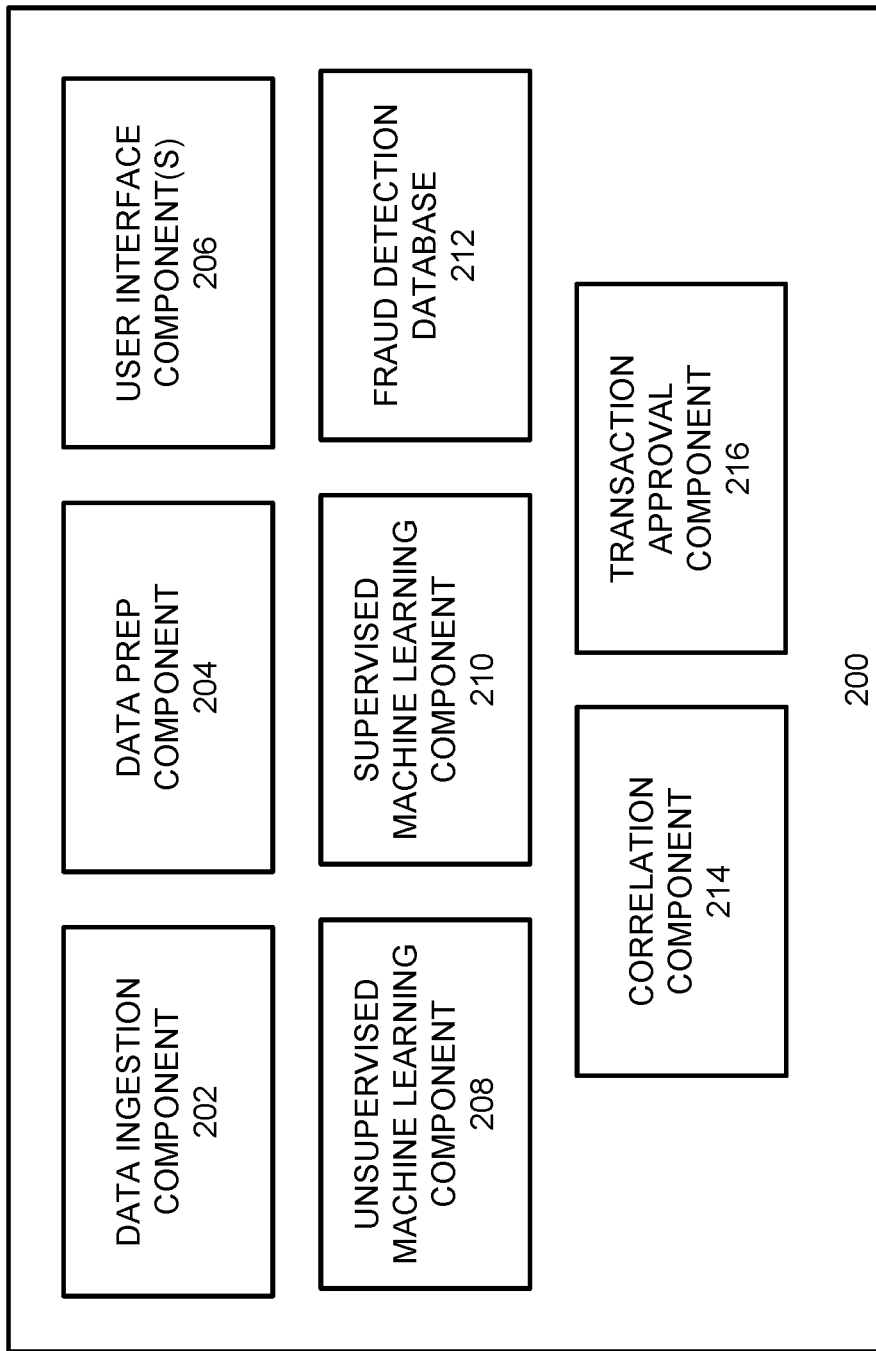 DATA INGESTION
COMPONENT
202
DATA PREP
COMPONENT
204
USER INTERFACE
COMPONENT(S)
206
UNSUPERVISED
MACHINE LEARNING
COMPONENT
208
SUPERVISED
MACHINE LEARNING
COMPONENT
210
FRAUD DETECTION
DATABASE
212
CORRELATION
COMPONENT
214
TRANSACTION
APPROVAL
COMPONENT
216
200